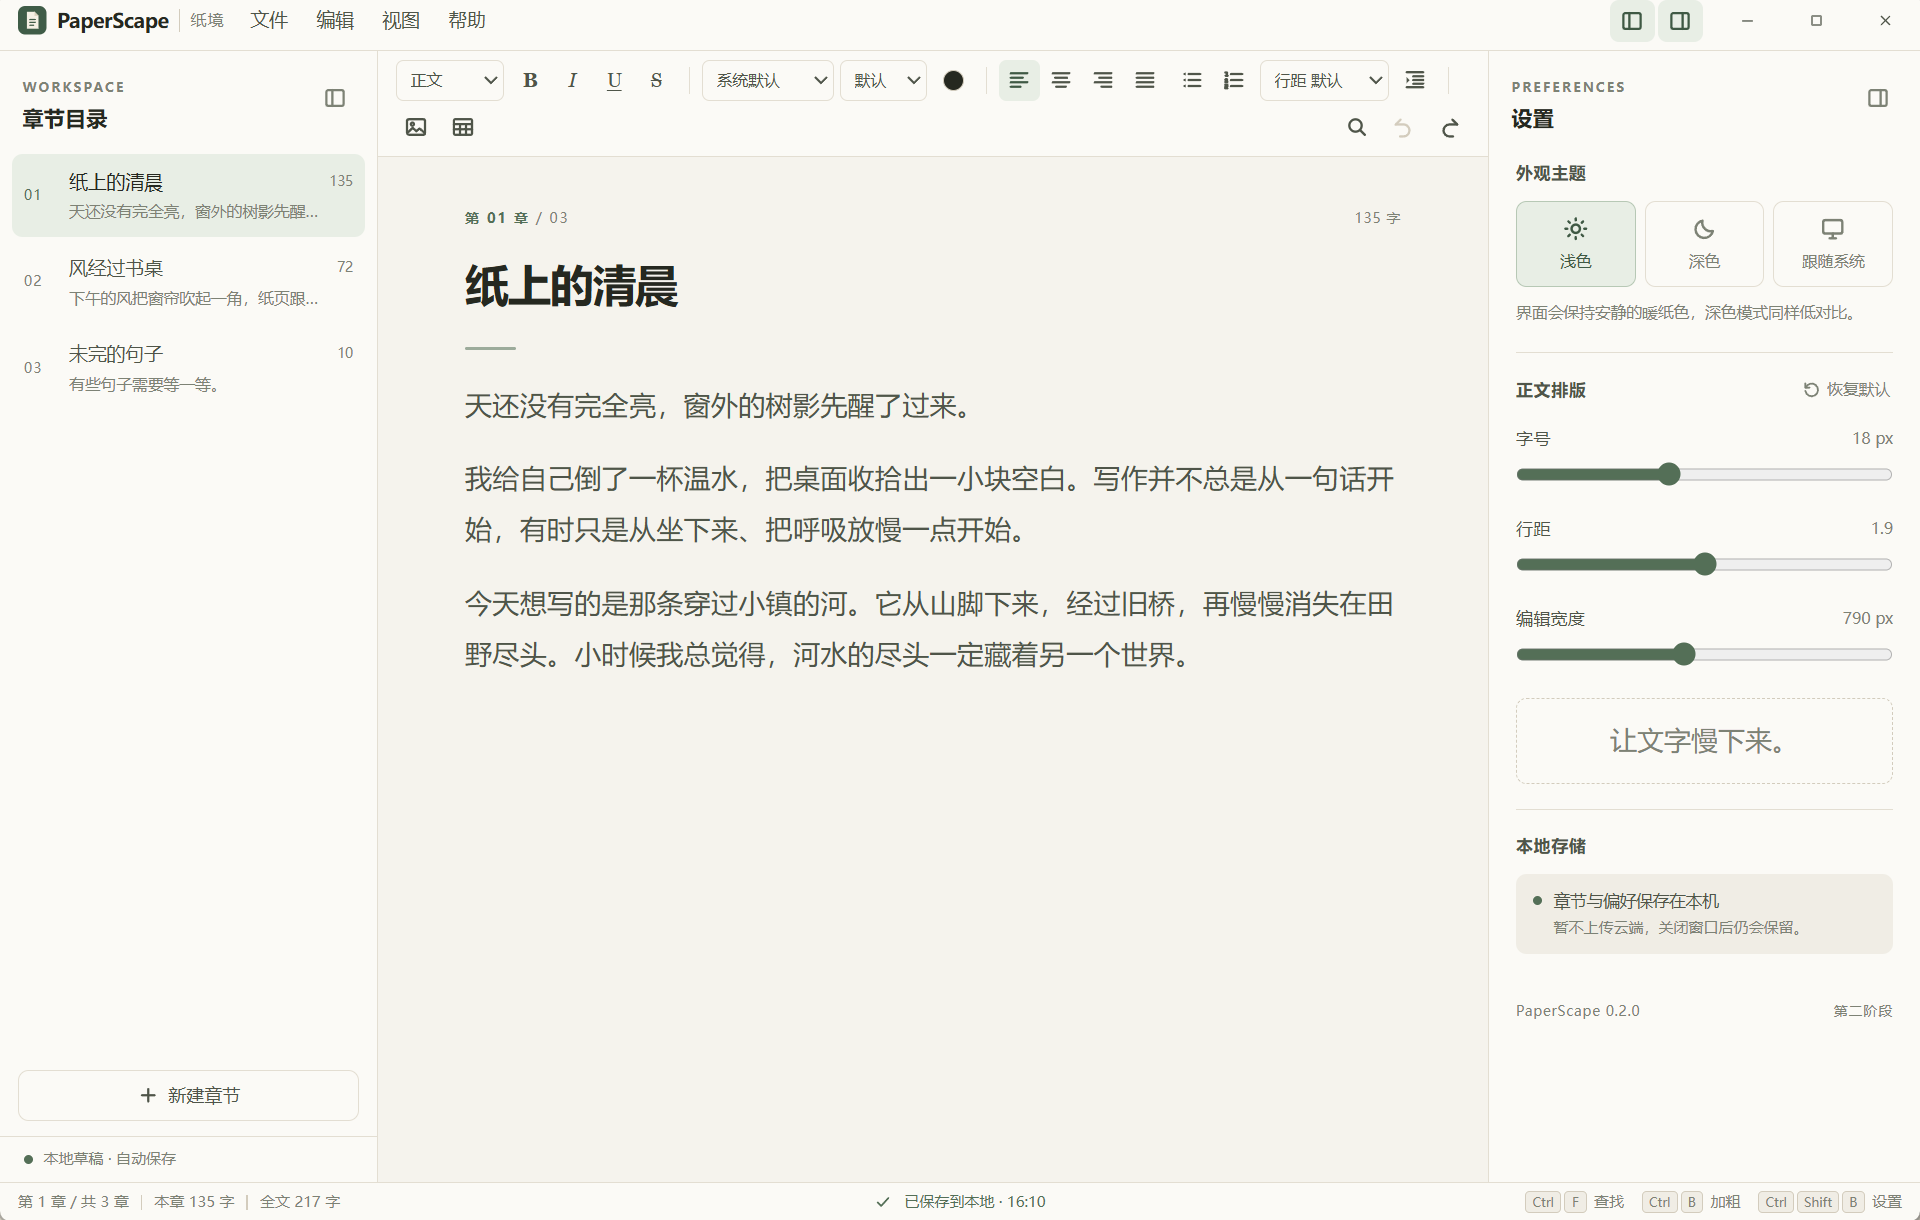 PaperScape 纸境 文件 编辑 视图 帮助
WORKSPACE
章节目录
01 纸上的清晨 135
天还没有完全亮，窗外的树影先醒...
02 风经过书桌 72
下午的风把窗帘吹起一角，纸页跟...
03 未完的句子 10
有些句子需要等一等。
新建章节
本地草稿 · 自动保存
正文 B I U S 系统默认 默认 行距 默认
第 01 章 / 03 135 字
纸上的清晨
天还没有完全亮，窗外的树影先醒了过来。
我给自己倒了一杯温水，把桌面收拾出一小块空白。写作并不总是从一句话开
始，有时只是从坐下来、把呼吸放慢一点开始。
今天想写的是那条穿过小镇的河。它从山脚下来，经过旧桥，再慢慢消失在田
野尽头。小时候我总觉得，河水的尽头一定藏着另一个世界。
PREFERENCES
设置
外观主题
浅色 深色 跟随系统
界面会保持安静的暖纸色，深色模式同样低对比。
正文排版 恢复默认
字号 18 px
行距 1.9
编辑宽度 790 px
让文字慢下来。
本地存储
章节与偏好保存在本机
暂不上传云端，关闭窗口后仍会保留。
PaperScape 0.2.0 第二阶段
第 1 章 / 共 3 章 本章 135 字 全文 217 字 已保存到本地 · 16:10 Ctrl F 查找 Ctrl B 加粗 Ctrl Shift B 设置